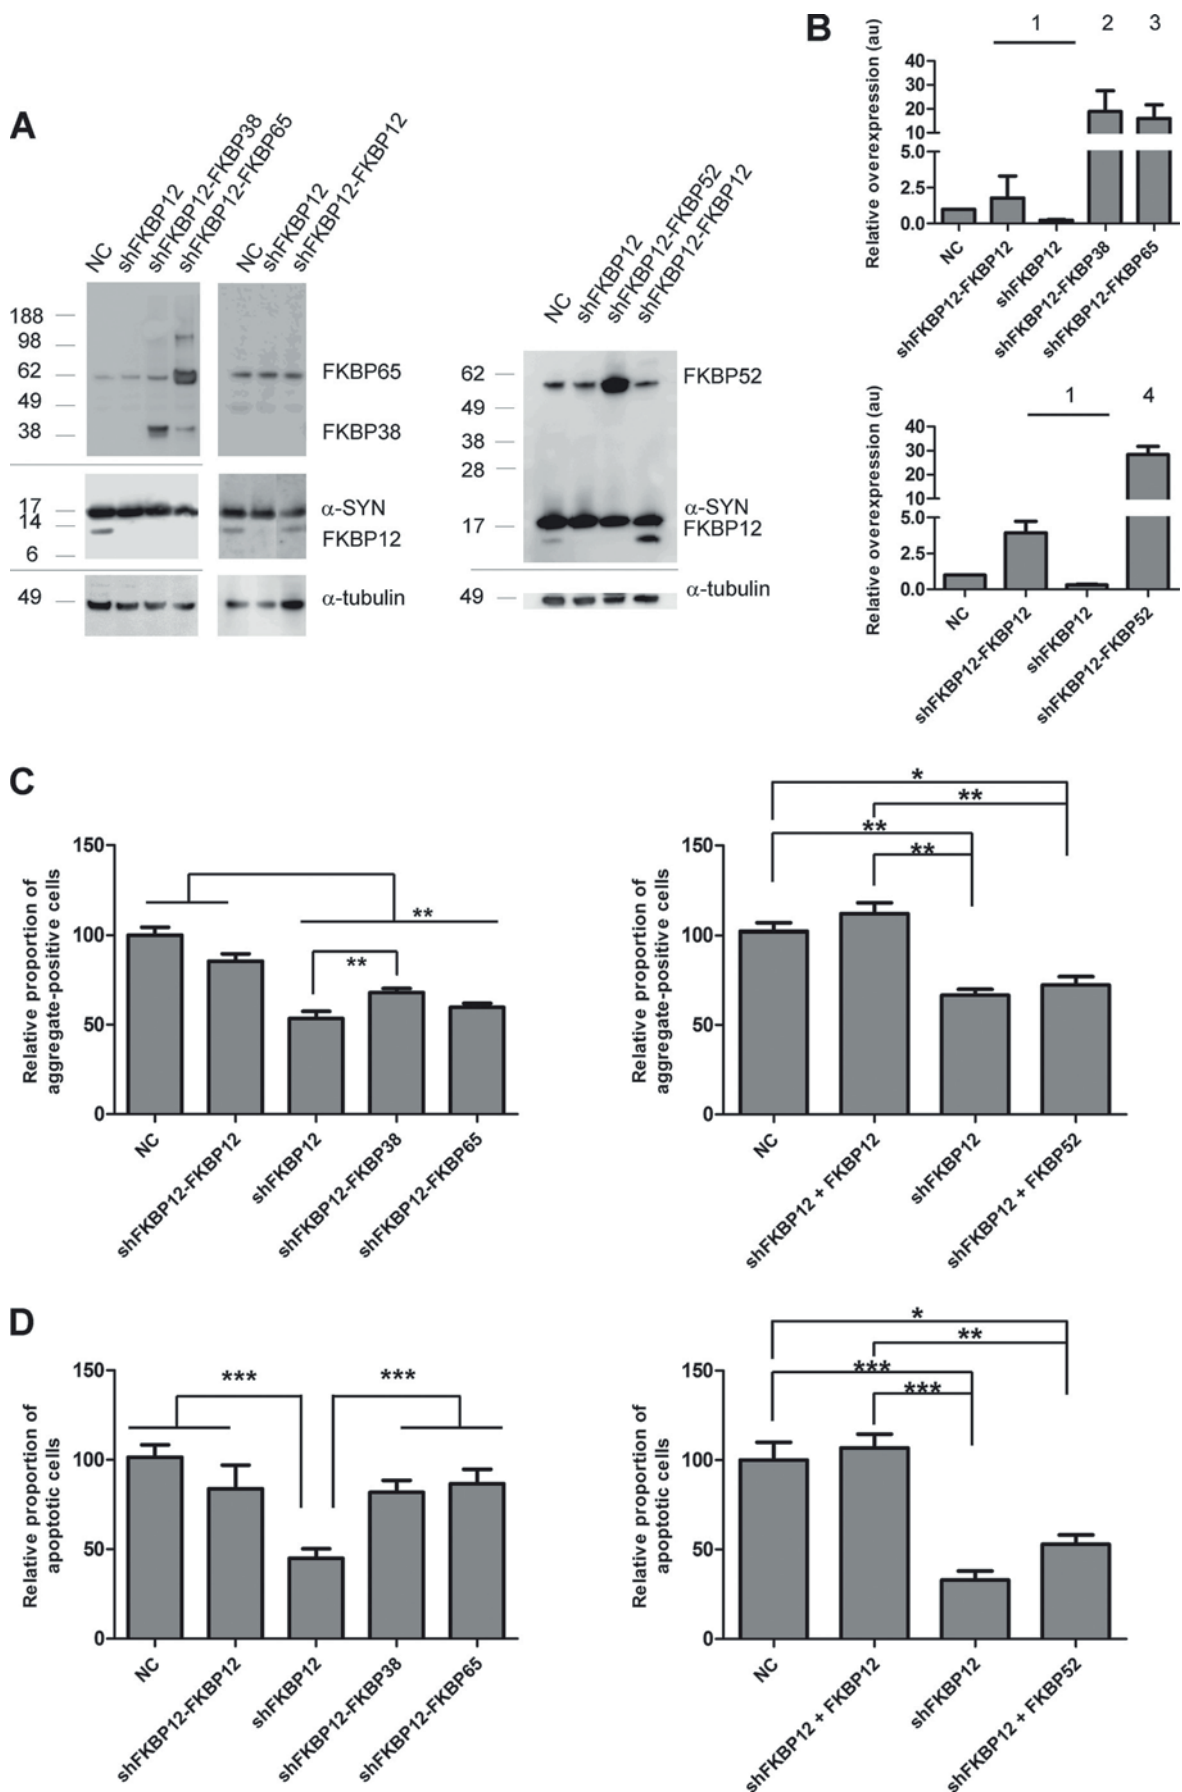 A
NC
shFKBP12
shFKBP12-FKBP38
shFKBP12-FKBP65
NC
shFKBP12
shFKBP12-FKBP12
188
98
62
49
38
FKBP65
FKBP38
17
14
6
α-SYN
FKBP12
49
α-tubulin
NC
shFKBP12
shFKBP12-FKBP52
shFKBP12-FKBP12
62
49
38
28
17
FKBP52
α-SYN
FKBP12
49
α-tubulin
B
1 2 3
Relative overexpression (au)
40
30
20
10
5.0
2.5
0.0
NC
shFKBP12-FKBP12
shFKBP12
shFKBP12-FKBP38
shFKBP12-FKBP65
1 4
Relative overexpression (au)
40
30
20
10
5.0
2.5
0.0
NC
shFKBP12-FKBP12
shFKBP12
shFKBP12-FKBP52
C
Relative proportion of
aggregate-positive cells
150
100
50
0
**
**
NC
shFKBP12-FKBP12
shFKBP12
shFKBP12-FKBP38
shFKBP12-FKBP65
Relative proportion of
aggregate-positive cells
150
100
50
0
*
**
**
**
NC
shFKBP12 + FKBP12
shFKBP12
shFKBP12 + FKBP52
D
Relative proportion of
apoptotic cells
150
100
50
0
*** ***
NC
shFKBP12-FKBP12
shFKBP12
shFKBP12-FKBP38
shFKBP12-FKBP65
Relative proportion of
apoptotic cells
150
100
50
0
*
**
***
***
NC
shFKBP12 + FKBP12
shFKBP12
shFKBP12 + FKBP52